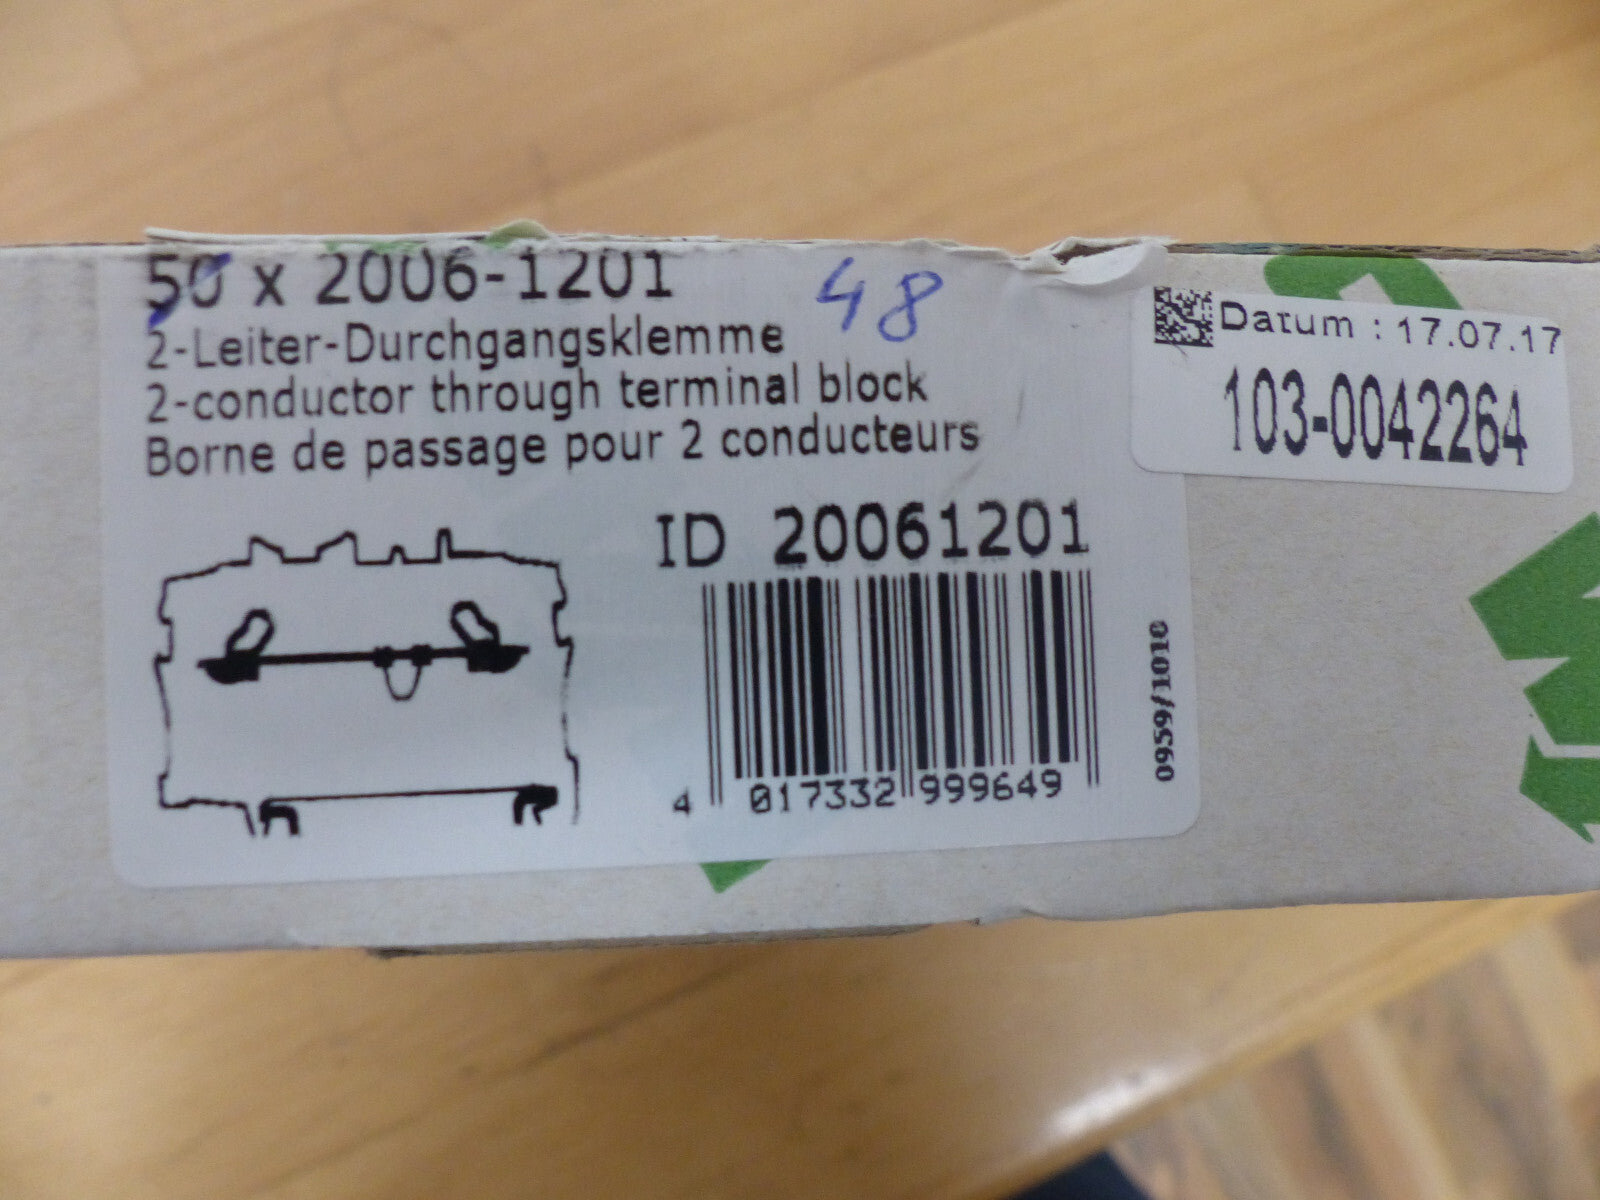 50 x 2006-1201
48
2-Leiter-Durchgangsklemme
2-conductor through terminal block
Borne de passage pour 2 conducteurs
Datum : 17.07.17
103-0042264
ID 20061201
4 017332 999649
0959/1010